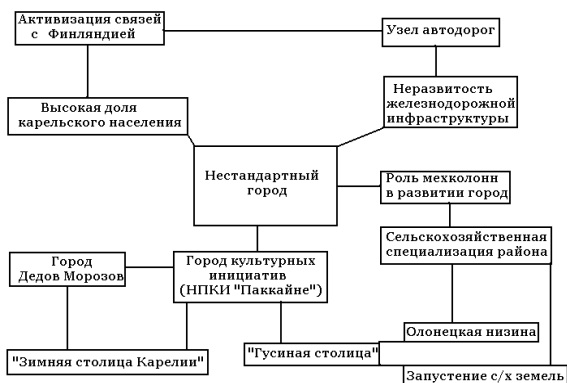 Активизация связей
с Финляндией
Узел автодорог
Высокая доля
карельского населения
Неразвитость
железнодорожной
инфраструктуры
Нестандартный
город
Роль мехколонн
в развитии город
Сельскохозяйственная
специализация района
Город
Дедов Морозов
Город культурных
инициатив
(НПКИ "Паккайне")
Олонецкая низина
"Зимняя столица Карелии"
"Гусиная столица"
Запустение с/х земель